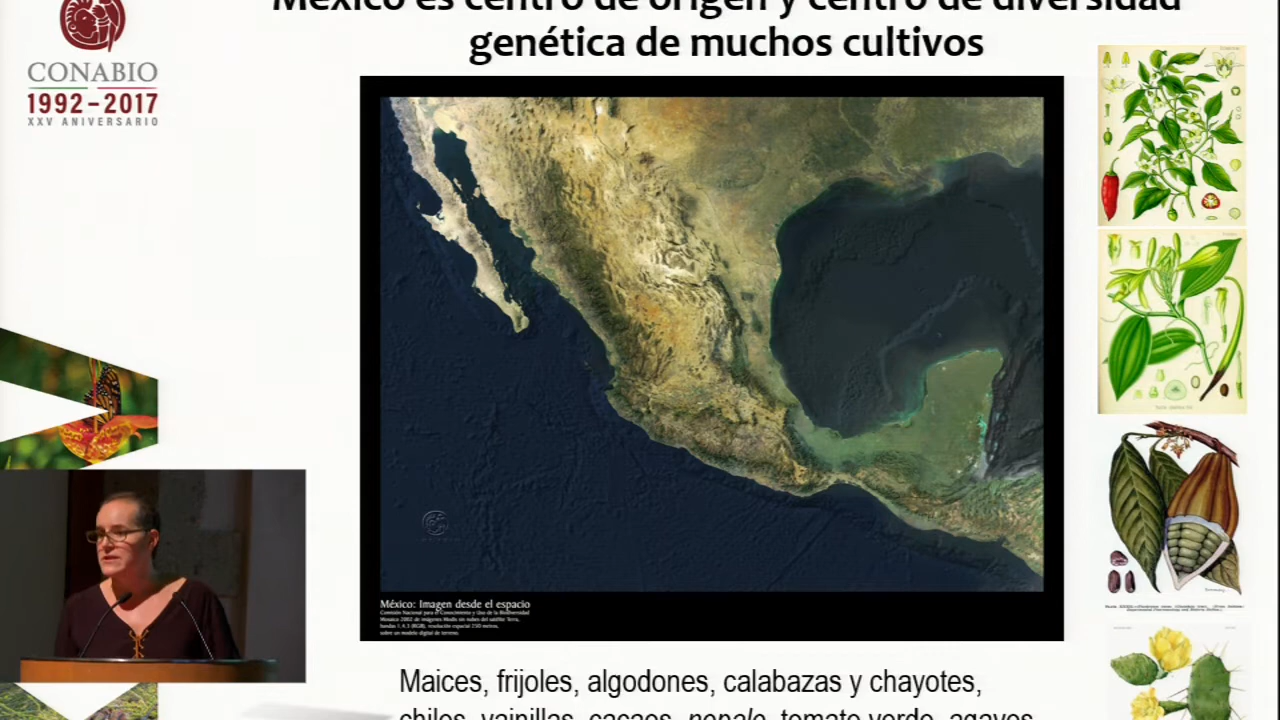 México es centro de origen y centro de diversidad
genética de muchos cultivos
CONABIO
1992-2017
XXV ANIVERSARIO
México: Imagen desde el espacio
Comisión Nacional para el Conocimiento y Uso de la Biodiversidad
Mosaico 2002 de imágenes Modis sin nubes del satélite Terra,
bandas 1,4,3 (RGB), resolución espacial 250 metros,
sobre un modelo digital de terreno.
Maices, frijoles, algodones, calabazas y chayotes,
chiles, vainillas, cacaos, nopale, tomate verde, agaves